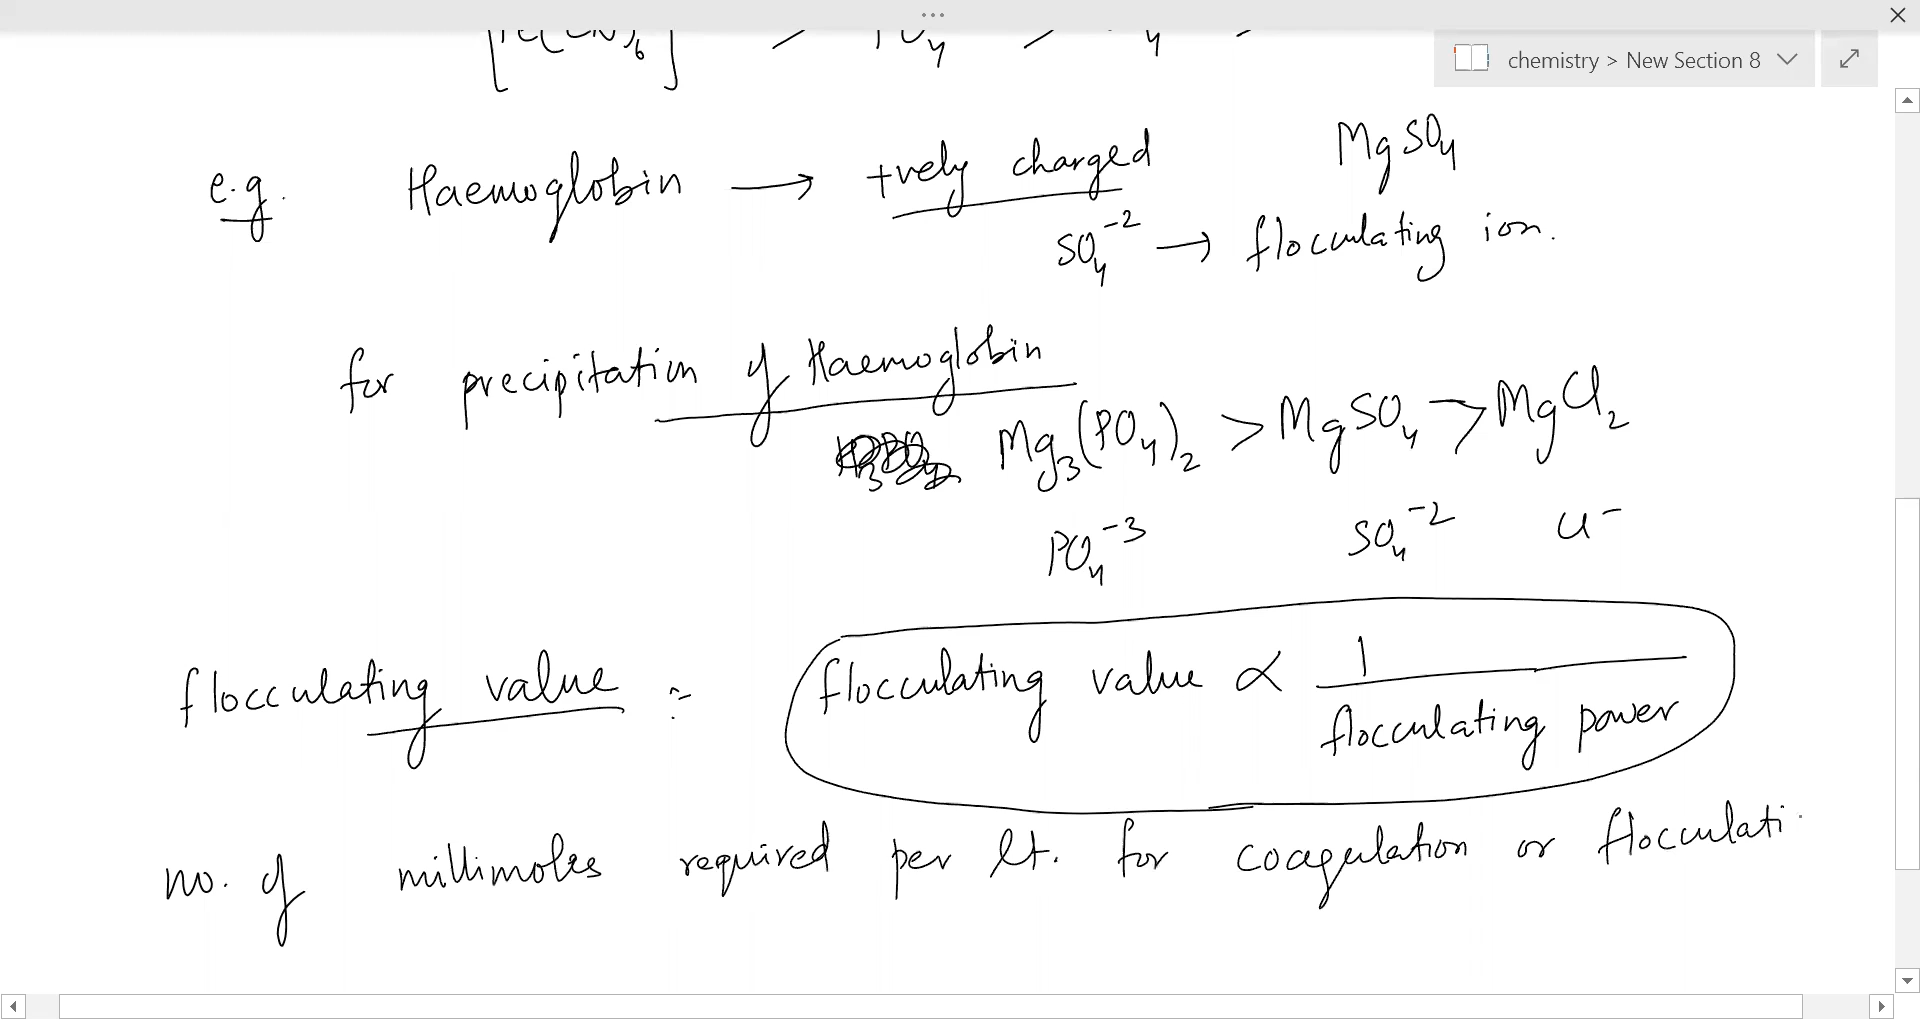 chemistry > New Section 8
e.g. Haemoglobin → +vely charged MgSO4
SO4^-2 → flocculating ion.
for precipitation of Haemoglobin
Mg3(PO4)2 > MgSO4 > MgCl2
PO4^-3 SO4^-2 Cl^-
flocculating value :- flocculating value ∝ 1 / flocculating power
no. of millimoles required per lt. for coagulation or flocculati